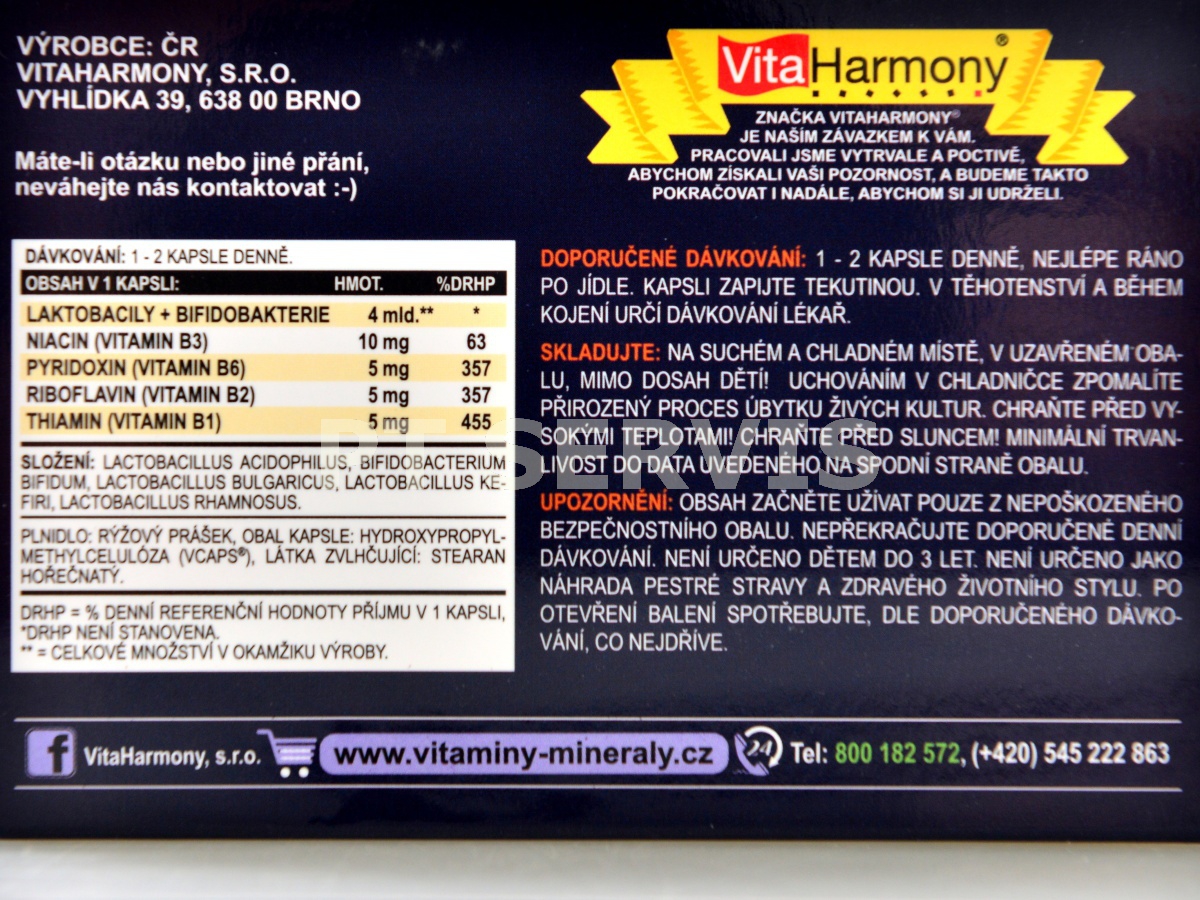 VÝROBCE: ČR
VITAHARMONY, S.R.O.
VYHLÍDKA 39, 638 00 BRNO
Máte-li otázku nebo jiné přání,
neváhejte nás kontaktovat :-)
VitaHarmony®
ZNAČKA VITAHARMONY®
JE NAŠÍM ZÁVAZKEM K VÁM.
PRACOVALI JSME VYTRVALE A POCTIVĚ,
ABYCHOM ZÍSKALI VAŠI POZORNOST, A BUDEME TAKTO
POKRAČOVAT I NADÁLE, ABYCHOM SI JI UDRŽELI.
DÁVKOVÁNÍ: 1 - 2 KAPSLE DENNĚ.
OBSAH V 1 KAPSLI: HMOT. %DRHP
LAKTOBACILY + BIFIDOBAKTERIE 4 mld.** *
NIACIN (VITAMIN B3) 10 mg 63
PYRIDOXIN (VITAMIN B6) 5 mg 357
RIBOFLAVIN (VITAMIN B2) 5 mg 357
THIAMIN (VITAMIN B1) 5 mg 455
SLOŽENÍ: LACTOBACILLUS ACIDOPHILUS, BIFIDOBACTERIUM
BIFIDUM, LACTOBACILLUS BULGARICUS, LACTOBACILLUS KE-
FIRI, LACTOBACILLUS RHAMNOSUS.
PLNIDLO: RÝŽOVÝ PRÁŠEK, OBAL KAPSLE: HYDROXYPROPYL-
METHYLCELULÓZA (VCAPS®), LÁTKA ZVLHČUJÍCÍ: STEARAN
HOŘEČNATÝ.
DRHP = % DENNÍ REFERENČNÍ HODNOTY PŘÍJMU V 1 KAPSLI,
*DRHP NENÍ STANOVENA.
** = CELKOVÉ MNOŽSTVÍ V OKAMŽIKU VÝROBY.
DOPORUČENÉ DÁVKOVÁNÍ: 1 - 2 KAPSLE DENNĚ, NEJLÉPE RÁNO
PO JÍDLE. KAPSLI ZAPIJTE TEKUTINOU. V TĚHOTENSTVÍ A BĚHEM
KOJENÍ URČÍ DÁVKOVÁNÍ LÉKAŘ.
SKLADUJTE: NA SUCHÉM A CHLADNÉM MÍSTĚ, V UZAVŘENÉM OBA-
LU, MIMO DOSAH DĚTÍ! UCHOVÁNÍM V CHLADNIČCE ZPOMALÍTE
PŘIROZENÝ PROCES ÚBYTKU ŽIVÝCH KULTUR. CHRAŇTE PŘED VY-
SOKÝMI TEPLOTAMI! CHRAŇTE PŘED SLUNCEM! MINIMÁLNÍ TRVAN-
LIVOST DO DATA UVEDENÉHO NA SPODNÍ STRANĚ OBALU.
UPOZORNĚNÍ: OBSAH ZAČNĚTE UŽÍVAT POUZE Z NEPOŠKOZENÉHO
BEZPEČNOSTNÍHO OBALU. NEPŘEKRAČUJTE DOPORUČENÉ DENNÍ
DÁVKOVÁNÍ. NENÍ URČENO DĚTEM DO 3 LET. NENÍ URČENO JAKO
NÁHRADA PESTRÉ STRAVY A ZDRAVÉHO ŽIVOTNÍHO STYLU. PO
OTEVŘENÍ BALENÍ SPOTŘEBUJTE, DLE DOPORUČENÉHO DÁVKO-
VÁNÍ, CO NEJDŘÍVE.
PT SERVIS
f VitaHarmony, s.r.o. www.vitaminy-mineraly.cz 24 Tel: 800 182 572, (+420) 545 222 863